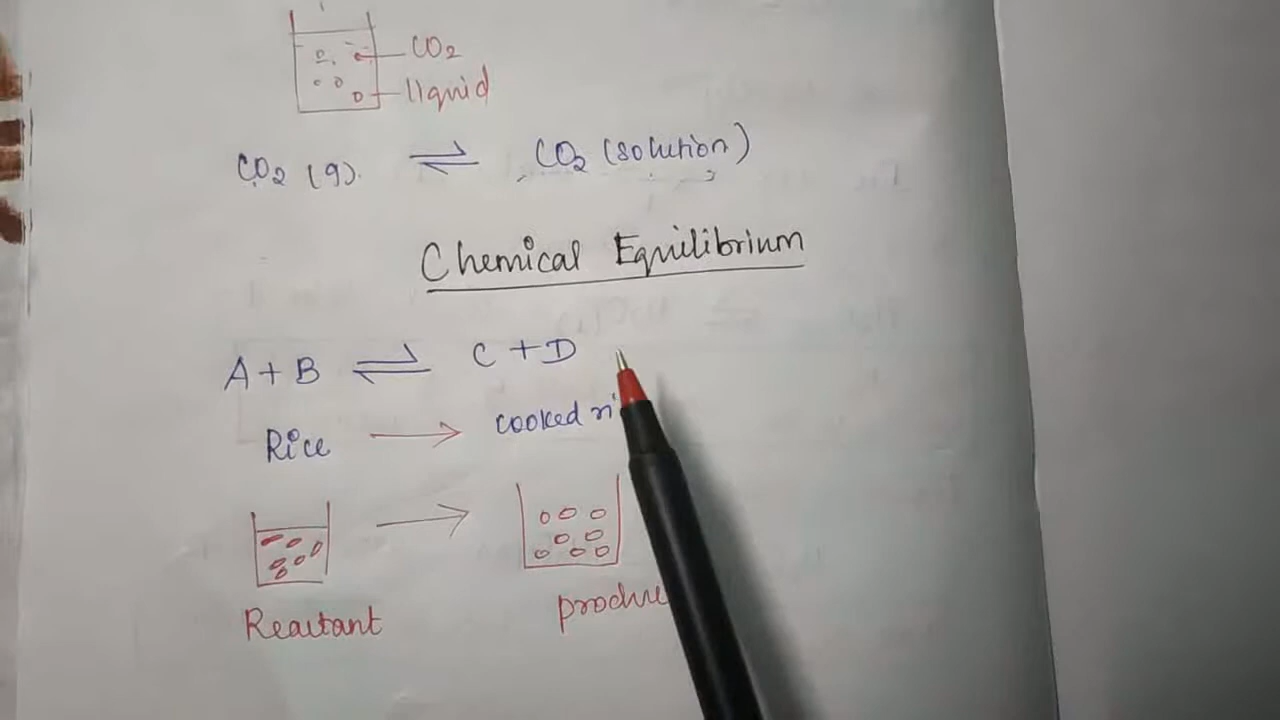 CO₂
liquid
CO₂ (g). ⇌ CO₂ (solution)
Chemical Equilibrium
A + B ⇌ C + D
Rice → cooked
→
Reactant